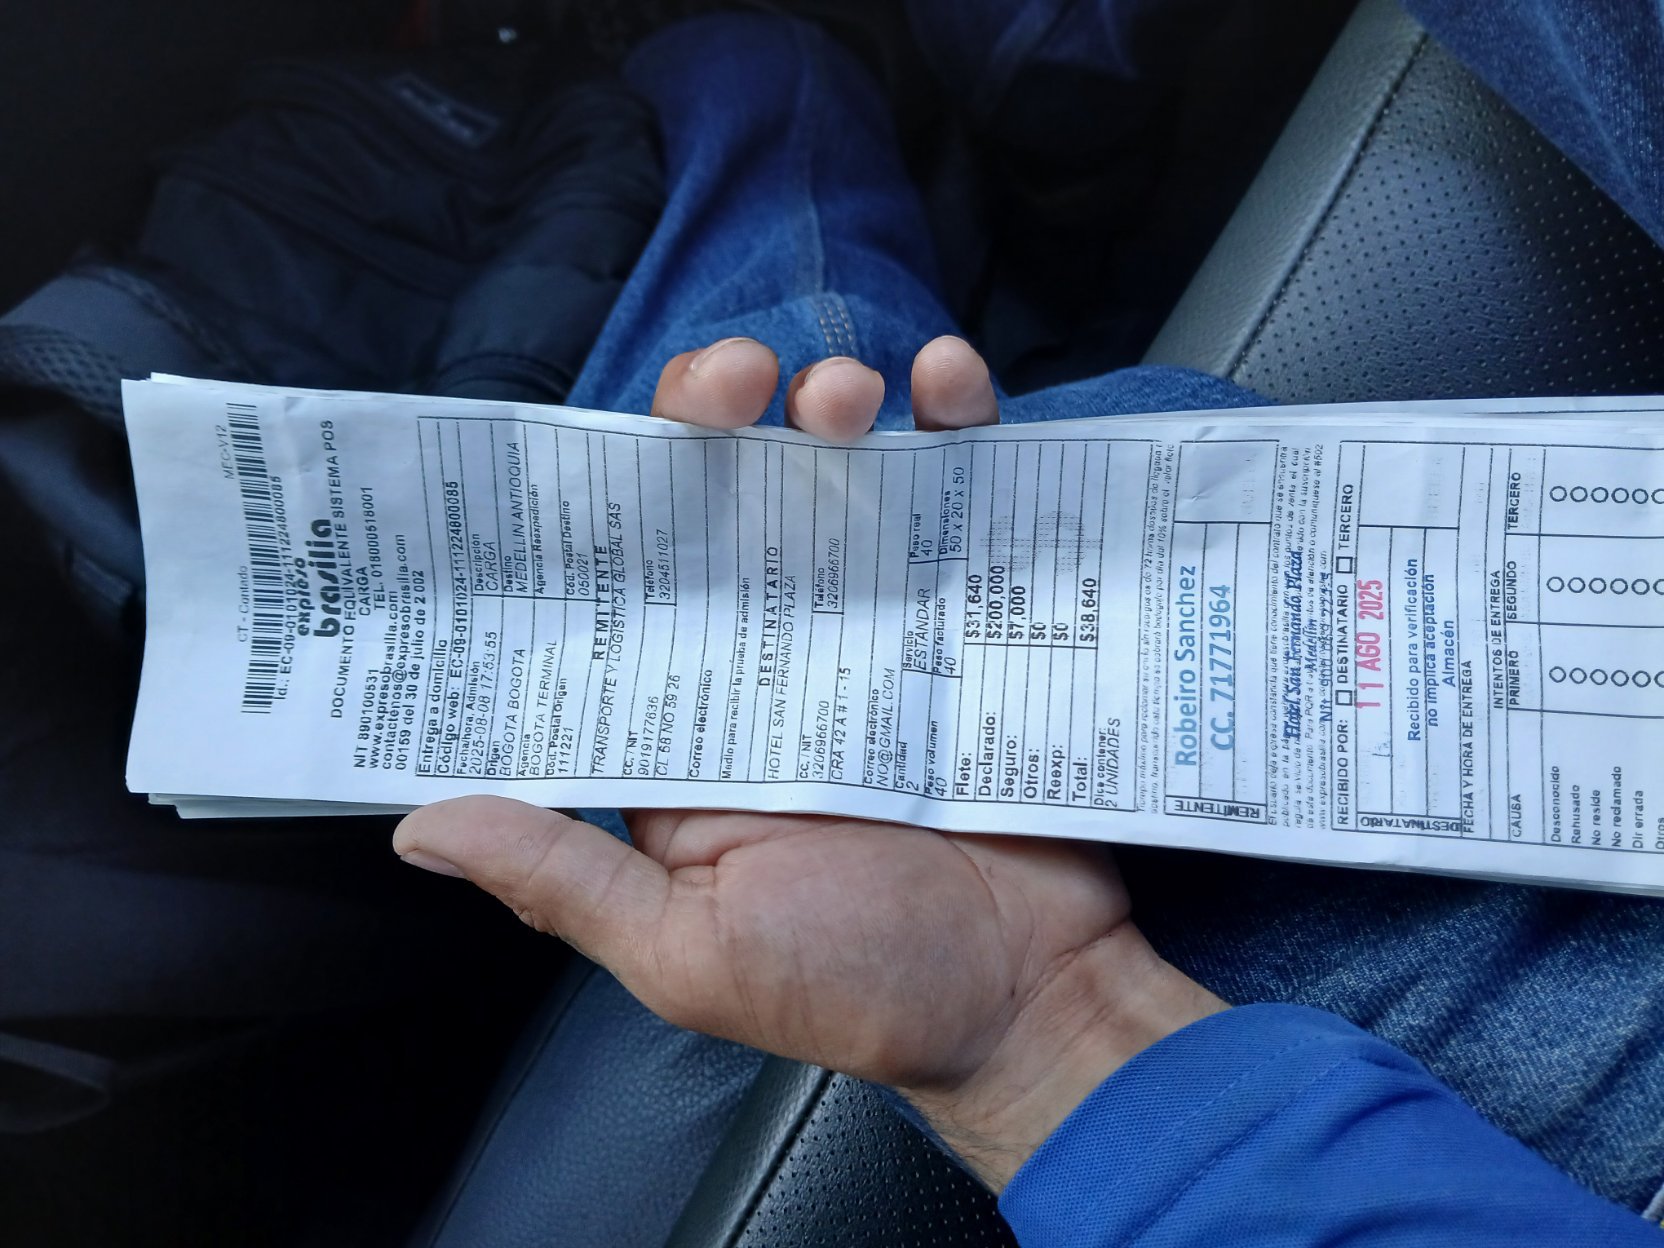 MFC-V12
CT - Contado
Id.: EC-09-0101024-111224800085
expreso
brasilia
DOCUMENTO EQUIVALENTE SISTEMA POS
CARGA
NIT 890100531 TEL. 018000518001
www.expresobrasilia.com
contactenos@expresobrasilia.com
00159 del 30 de julio de 2002
Entrega a domicilio
Código web: EC-09-0101024-111224800085
Fecha/hora, Admisión Descripción
2025-08-08 17:53:55 CARGA
Origen Destino
BOGOTA BOGOTA MEDELLIN ANTIOQUIA
Agencia Agencia Reexpedición
BOGOTA TERMINAL
Cód. Postal Origen Cód. Postal Destino
111221 050021
REMITENTE
TRANSPORTE Y LOGISTICA GLOBAL SAS
CC / NIT Teléfono
9019177636 3204511027
CL 68 NO 59 26
Correo electrónico
Medio para recibir la prueba de admisión
DESTINATARIO
HOTEL SAN FERNANDO PLAZA
CC, NIT Teléfono
3206966700 3206966700
CRA 42 A # 1 - 15
Correo electrónico
NO@GMAIL.COM
Cantidad Servicio Peso real
2 ESTANDAR 40
Peso volumen Peso facturado Dimensiones
40 40 50 x 20 x 50
Flete: $31,640
Declarado: $200,000
Seguro: $7,000
Otros: $0
Reexp: $0
Total: $38,640
Dice contener:
2 UNIDADES
REMITENTE
Robeiro Sanchez
CC. 71771964
Hotel San Fernando Plaza
Medellín
RECIBIDO POR: DESTINATARIO TERCERO
DESTINATARIO
11 AGO 2025
Recibido para verificación
no implica aceptación
Almacén
FECHA Y HORA DE ENTREGA
INTENTOS DE ENTREGA
CAUSA PRIMERO SEGUNDO TERCERO
Desconocido
Rehusado
No reside
No reclamado
Dir errada
Otros